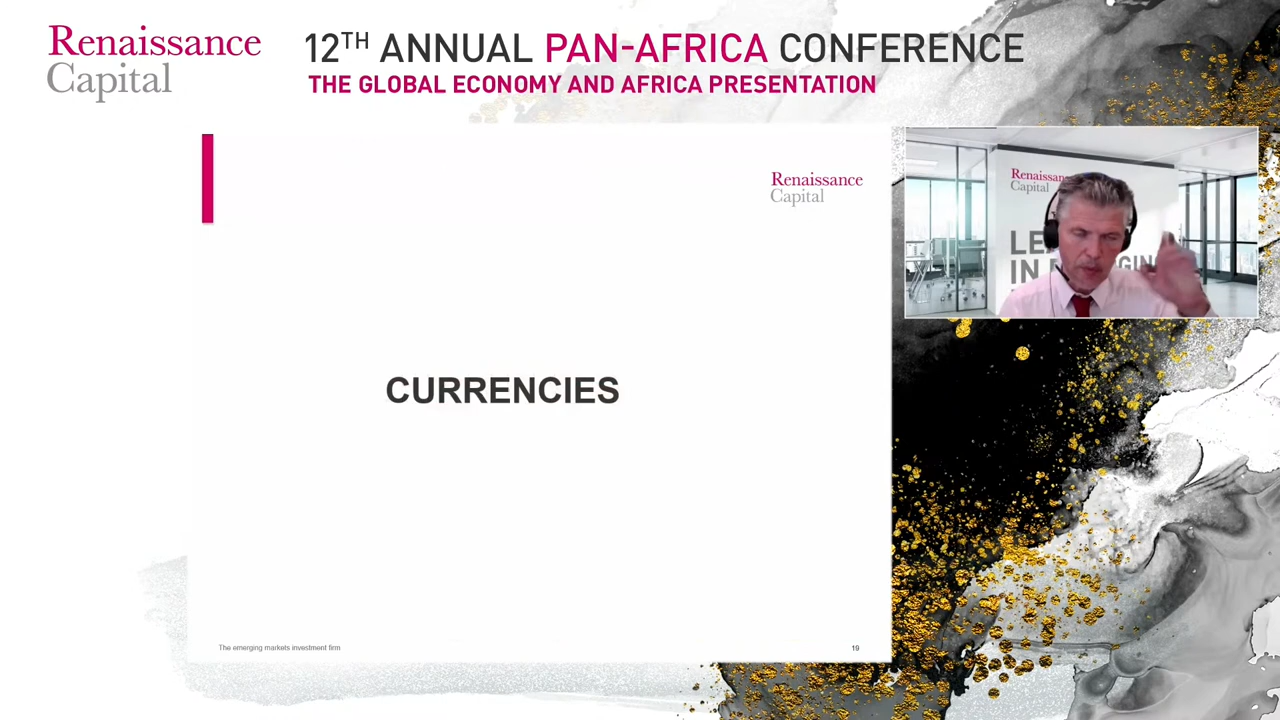 Renaissance
Capital
12TH ANNUAL PAN-AFRICA CONFERENCE
THE GLOBAL ECONOMY AND AFRICA PRESENTATION
Renaissance
Capital
CURRENCIES
The emerging markets investment firm
19
Capital
IN